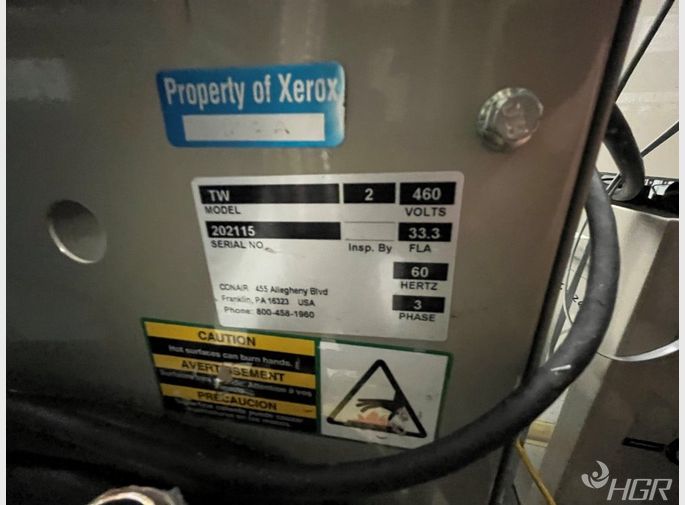 Property of Xerox
TW 2 460
MODEL VOLTS
202115 33.3
SERIAL NO. Insp. By FLA
60
HERTZ
CONAIR 455 Allegheny Blvd
Franklin, PA 16323 USA
3
Phone: 800-458-1960
PHASE
CAUTION
Hot surfaces can burn hands.
AVERTISSEMENT
Attention a vos
PRECAUCION
HGR